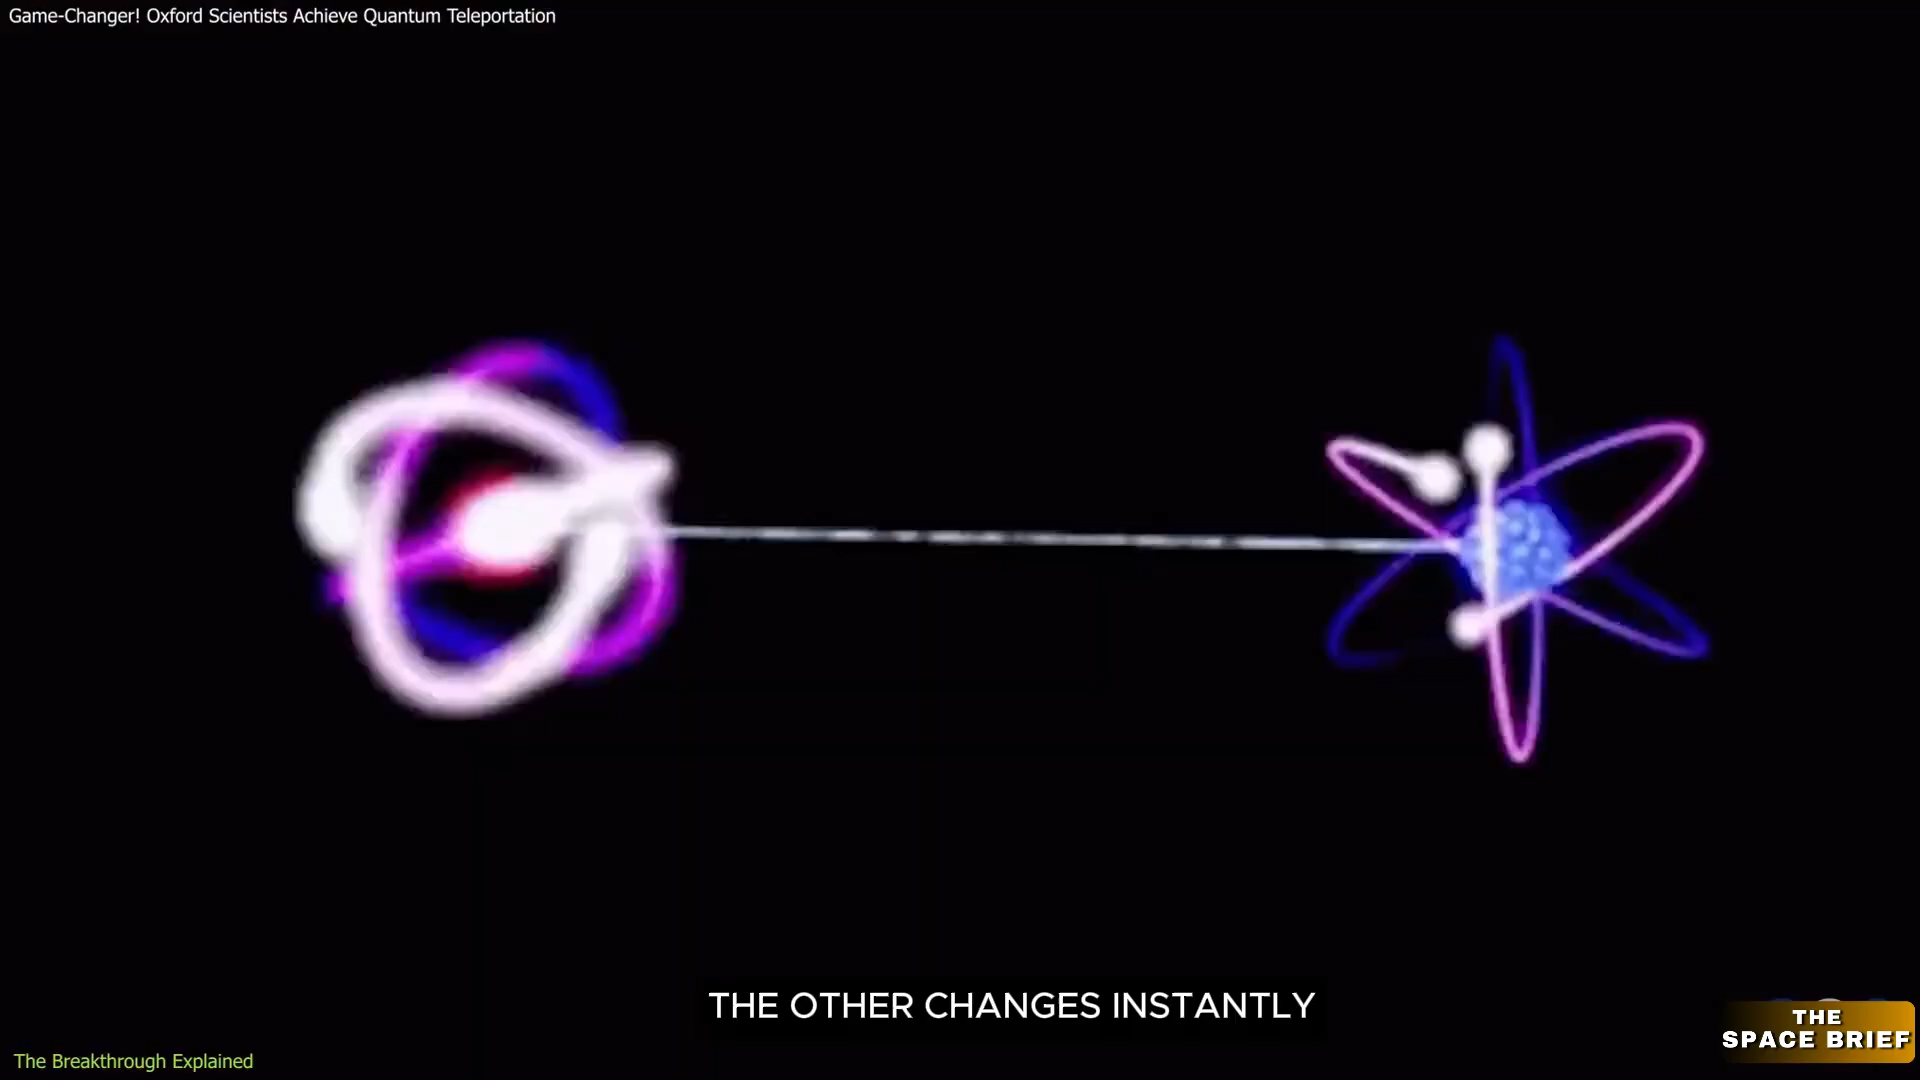 Game-Changer! Oxford Scientists Achieve Quantum Teleportation
THE OTHER CHANGES INSTANTLY
THE
SPACE BRIEF
The Breakthrough Explained